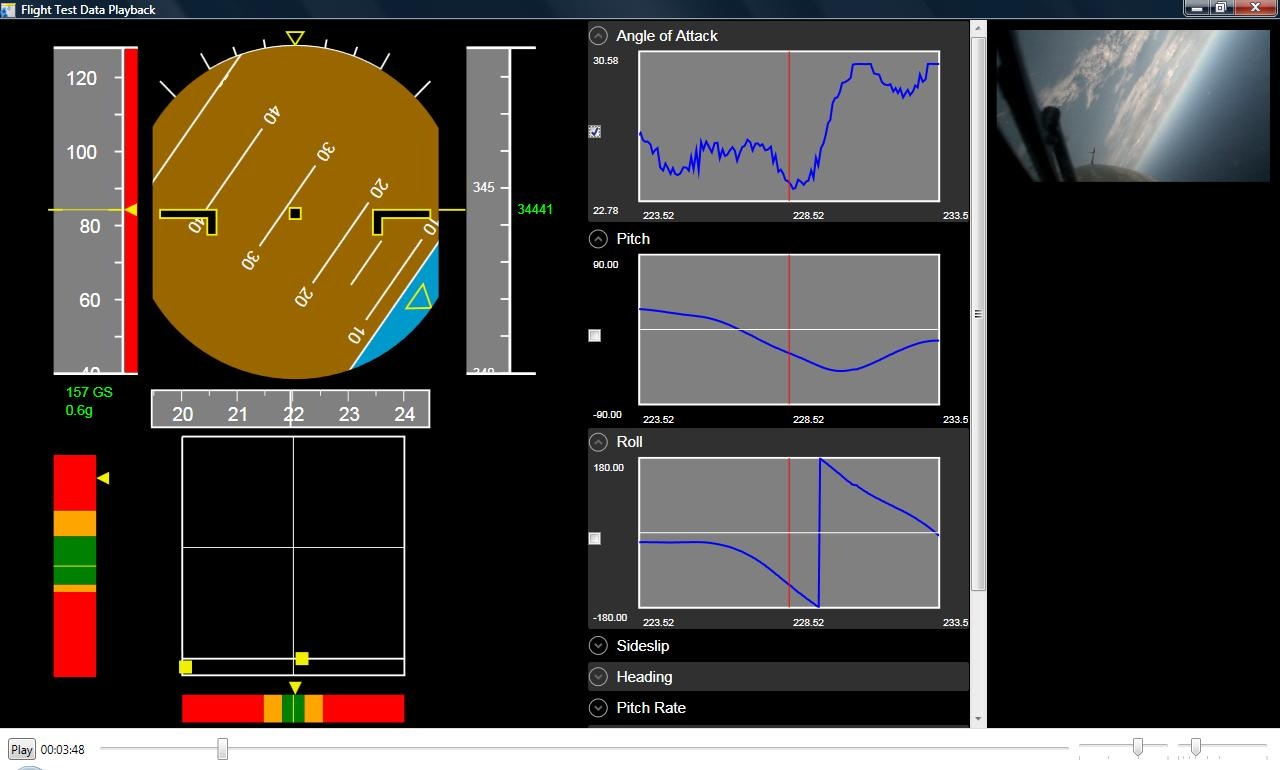 Flight Test Data Playback
120
100
80
60
40
40
40
30
30
20
20
10
10
345
34441
340
157 GS
0.6g
20 21 22 23 24
Angle of Attack
30.58
22.78
223.52 228.52 233.5
Pitch
90.00
-90.00
223.52 228.52 233.5
Roll
180.00
-180.00
223.52 228.52 233.5
Sideslip
Heading
Pitch Rate
Play 00:03:48